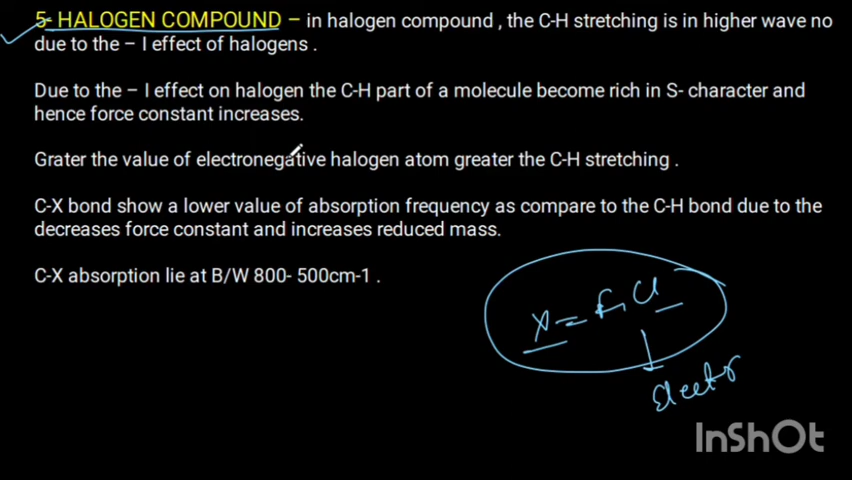 5- HALOGEN COMPOUND – in halogen compound , the C-H stretching is in higher wave no
due to the – I effect of halogens .
Due to the – I effect on halogen the C-H part of a molecule become rich in S- character and
hence force constant increases.
Grater the value of electronegative halogen atom greater the C-H stretching .
C-X bond show a lower value of absorption frequency as compare to the C-H bond due to the
decreases force constant and increases reduced mass.
C-X absorption lie at B/W 800- 500cm-1 .
X = F, Cl
electr
InShOt